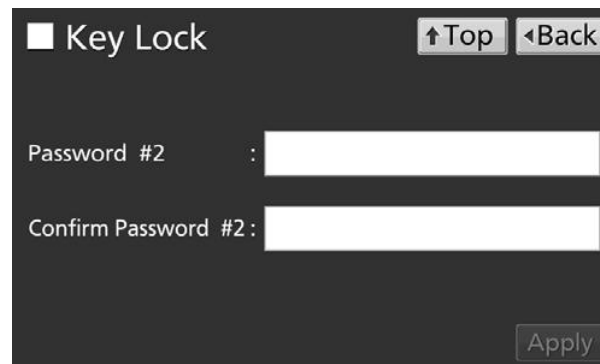 Key Lock
Top
Back
Password #2 :
Confirm Password #2 :
Apply